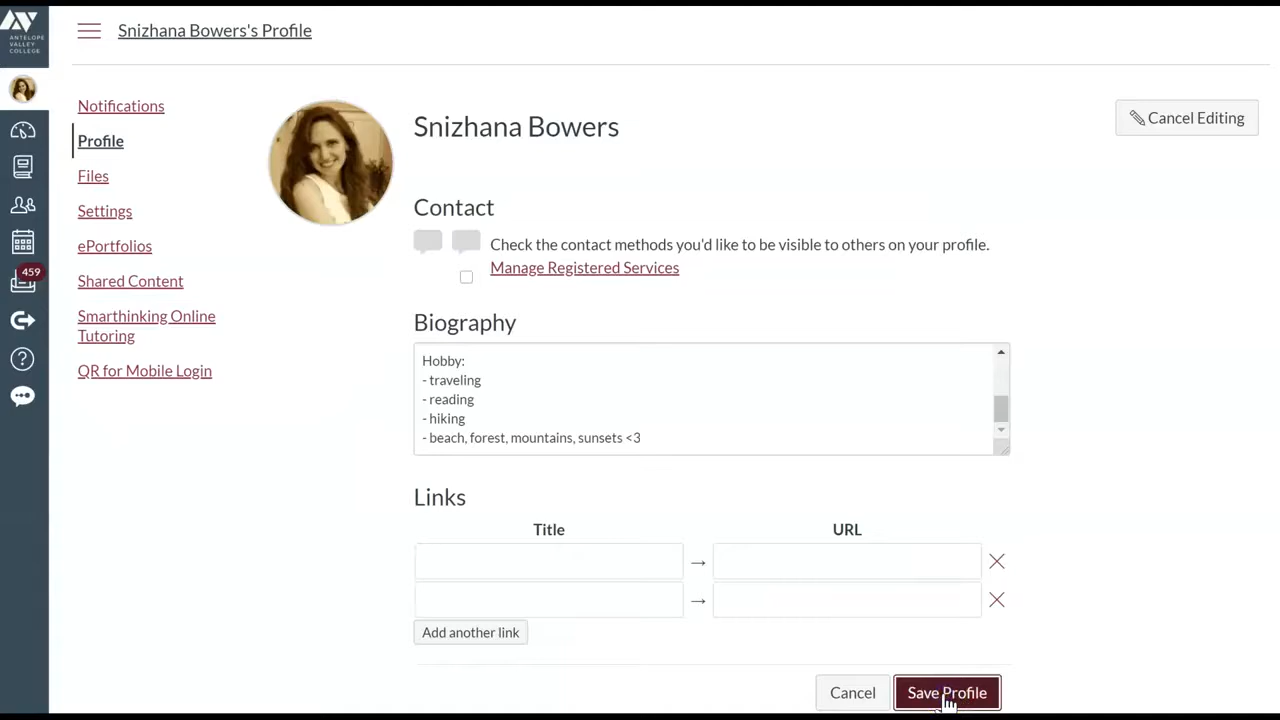 ANTELOPE
VALLEY
COLLEGE
Snizhana Bowers's Profile
Notifications
Profile
Files
Settings
ePortfolios
Shared Content
Smarthinking Online
Tutoring
QR for Mobile Login
459
Snizhana Bowers
Cancel Editing
Contact
Check the contact methods you'd like to be visible to others on your profile.
Manage Registered Services
Biography
Hobby:
- traveling
- reading
- hiking
- beach, forest, mountains, sunsets <3
Links
Title URL
→
→
Add another link
Cancel Save Profile